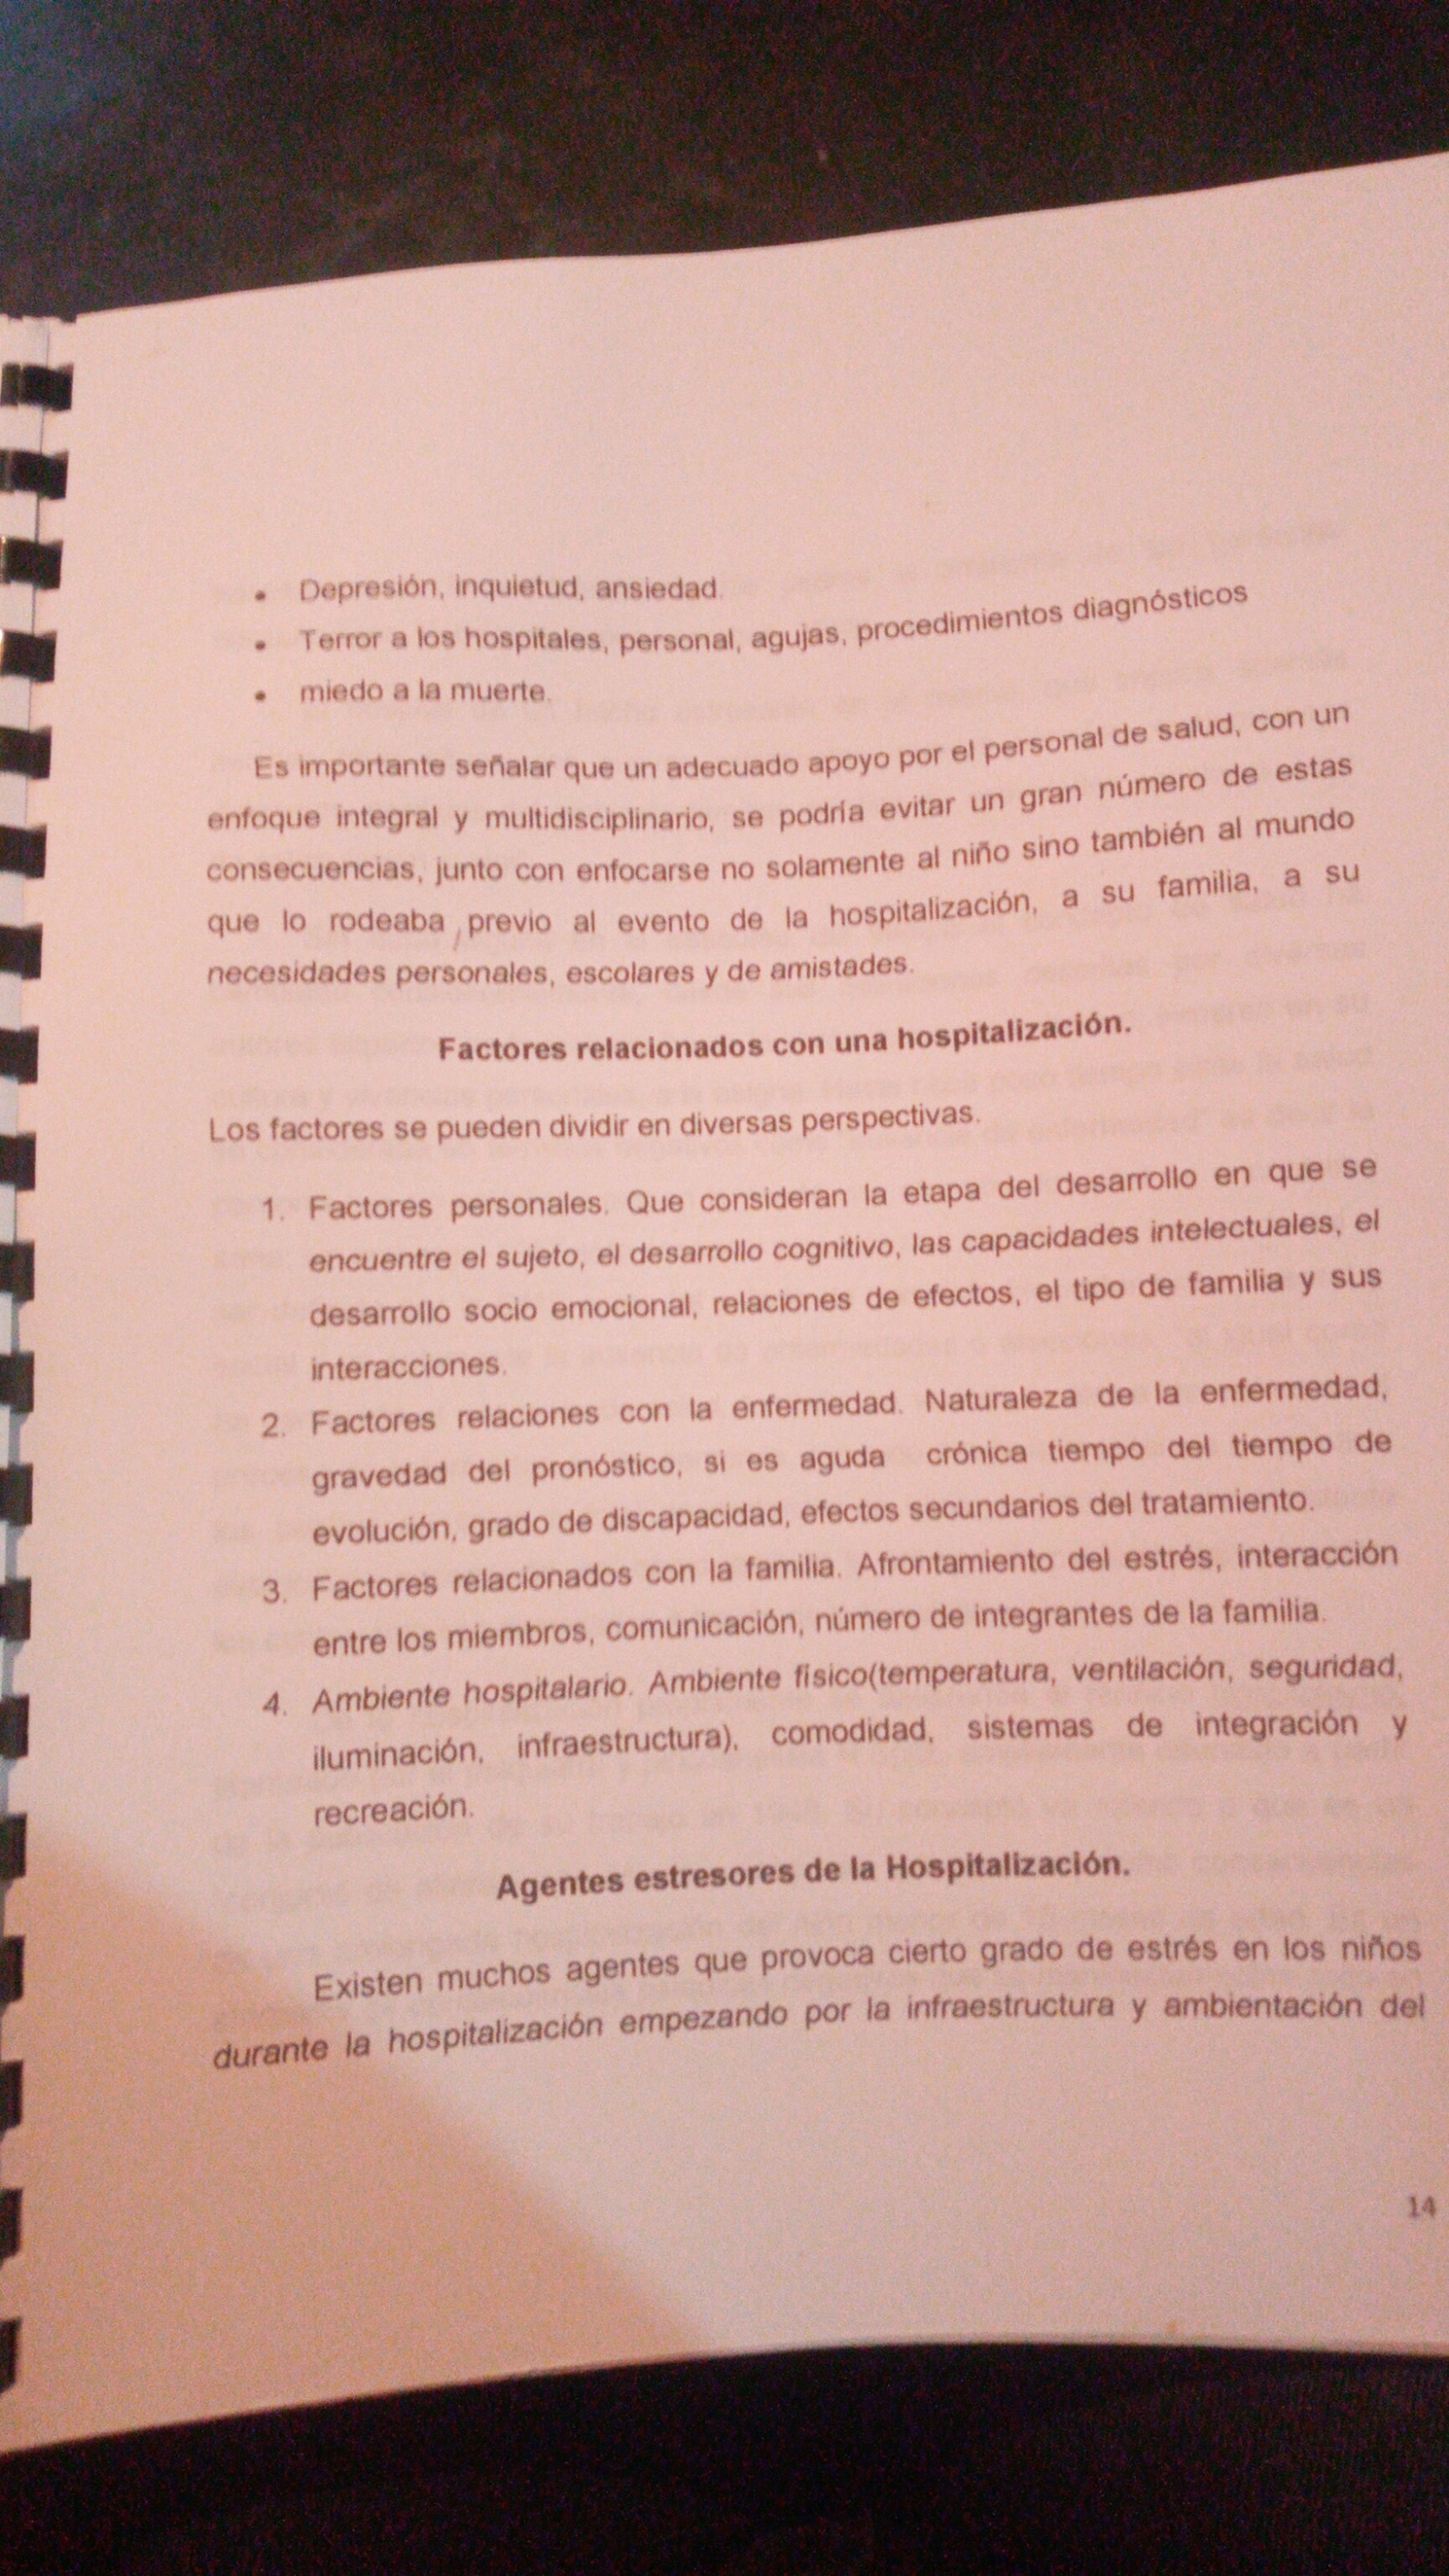 • Depresión, inquietud, ansiedad.
• Terror a los hospitales, personal, agujas, procedimientos diagnósticos
• miedo a la muerte.
Es importante señalar que un adecuado apoyo por el personal de salud, con un
enfoque integral y multidisciplinario, se podría evitar un gran número de estas
consecuencias, junto con enfocarse no solamente al niño sino también al mundo
que lo rodeaba previo al evento de la hospitalización, a su familia, a su
necesidades personales, escolares y de amistades.
Factores relacionados con una hospitalización.
Los factores se pueden dividir en diversas perspectivas.
1. Factores personales. Que consideran la etapa del desarrollo en que se
encuentre el sujeto, el desarrollo cognitivo, las capacidades intelectuales, el
desarrollo socio emocional, relaciones de efectos, el tipo de familia y sus
interacciones.
2. Factores relaciones con la enfermedad. Naturaleza de la enfermedad,
gravedad del pronóstico, si es aguda crónica tiempo del tiempo de
evolución, grado de discapacidad, efectos secundarios del tratamiento.
3. Factores relacionados con la familia. Afrontamiento del estrés, interacción
entre los miembros, comunicación, número de integrantes de la familia.
4. Ambiente hospitalario. Ambiente fisico(temperatura, ventilación, seguridad,
iluminación, infraestructura), comodidad, sistemas de integración y
recreación.
Agentes estresores de la Hospitalización.
Existen muchos agentes que provoca cierto grado de estrés en los niños
durante la hospitalización empezando por la infraestructura y ambientación del
14